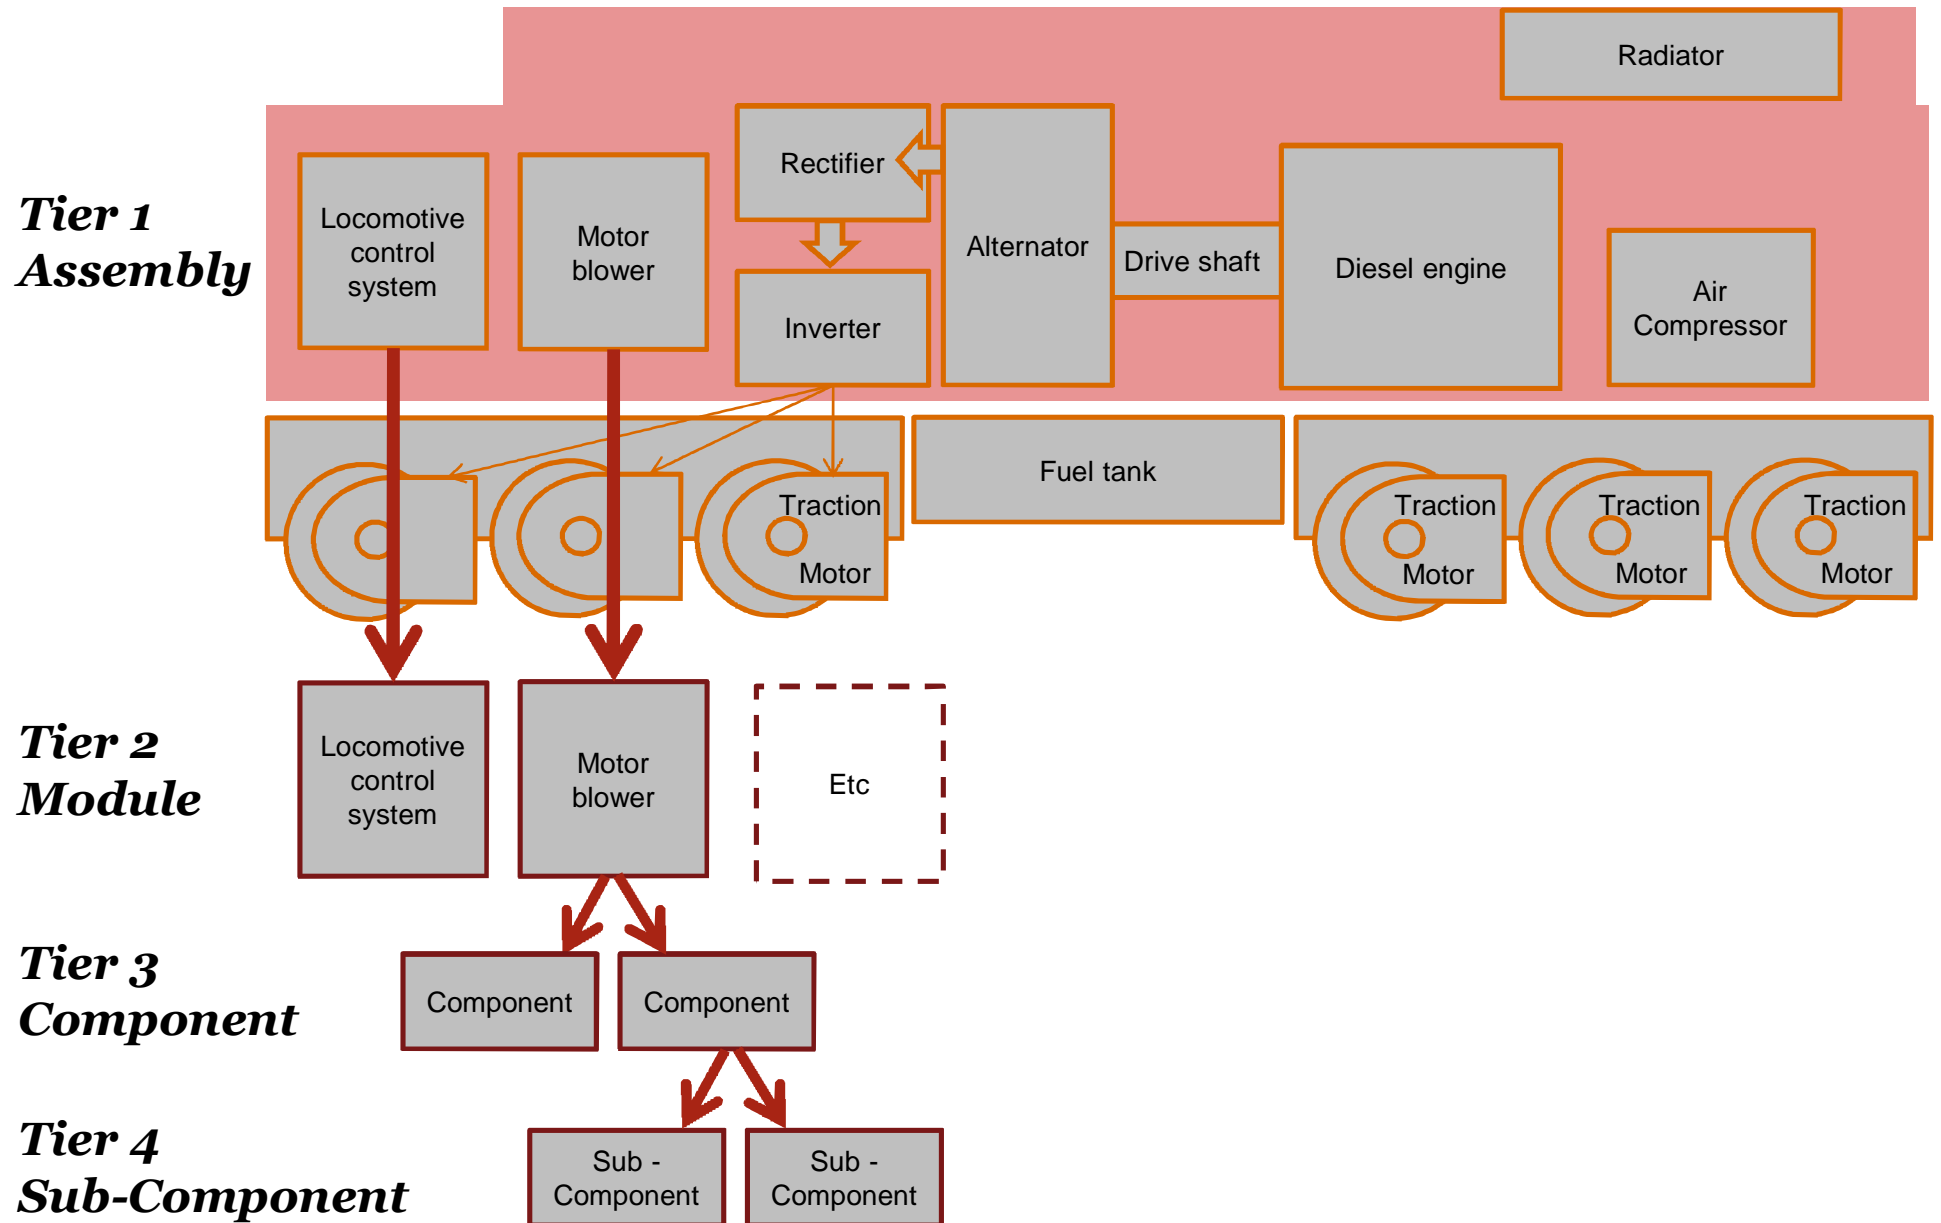 Radiator
Tier 1
Assembly
Locomotive
control
system
Motor
blower
Rectifier
Inverter
Alternator
Drive shaft
Diesel engine
Air
Compressor
Traction
Motor
Fuel tank
Traction
Motor
Traction
Motor
Traction
Motor
Tier 2
Module
Locomotive
control
system
Motor
blower
Etc
Tier 3
Component
Component
Component
Tier 4
Sub-Component
Sub -
Component
Sub -
Component